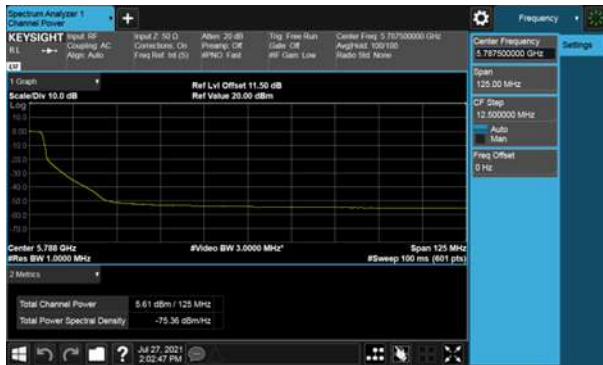 Spectrum Analyzer 1
Channel Power
Frequency
KEYSIGHT Input: RF
RL Coupling: AC
Align: Auto
Input Z: 50 Ω
Corrections: On
Freq Ref: Int (S)
Atten: 20 dB
Preamp: Off
#PNO: Fast
Trig: Free Run
Gate: Off
#IF Gain: Low
Center Freq: 5.787500000 GHz
Avg|Hold: 100/100
Radio Std: None
Center Frequency
5.787500000 GHz
Settings
Span
125.00 MHz
CF Step
12.500000 MHz
Auto
Man
Freq Offset
0 Hz
1 Graph
Scale/Div 10.0 dB
Ref Lvl Offset 11.50 dB
Ref Value 20.00 dBm
Log
10.0
0.00
-10.0
-20.0
-30.0
-40.0
-50.0
-60.0
-70.0
Center 5.788 GHz
#Res BW 1.0000 MHz
#Video BW 3.0000 MHz*
Span 125 MHz
#Sweep 100 ms (601 pts)
2 Metrics
Total Channel Power 5.61 dBm / 125 MHz
Total Power Spectral Density -75.36 dBm/Hz
?
Jul 27, 2021
2:02:47 PM